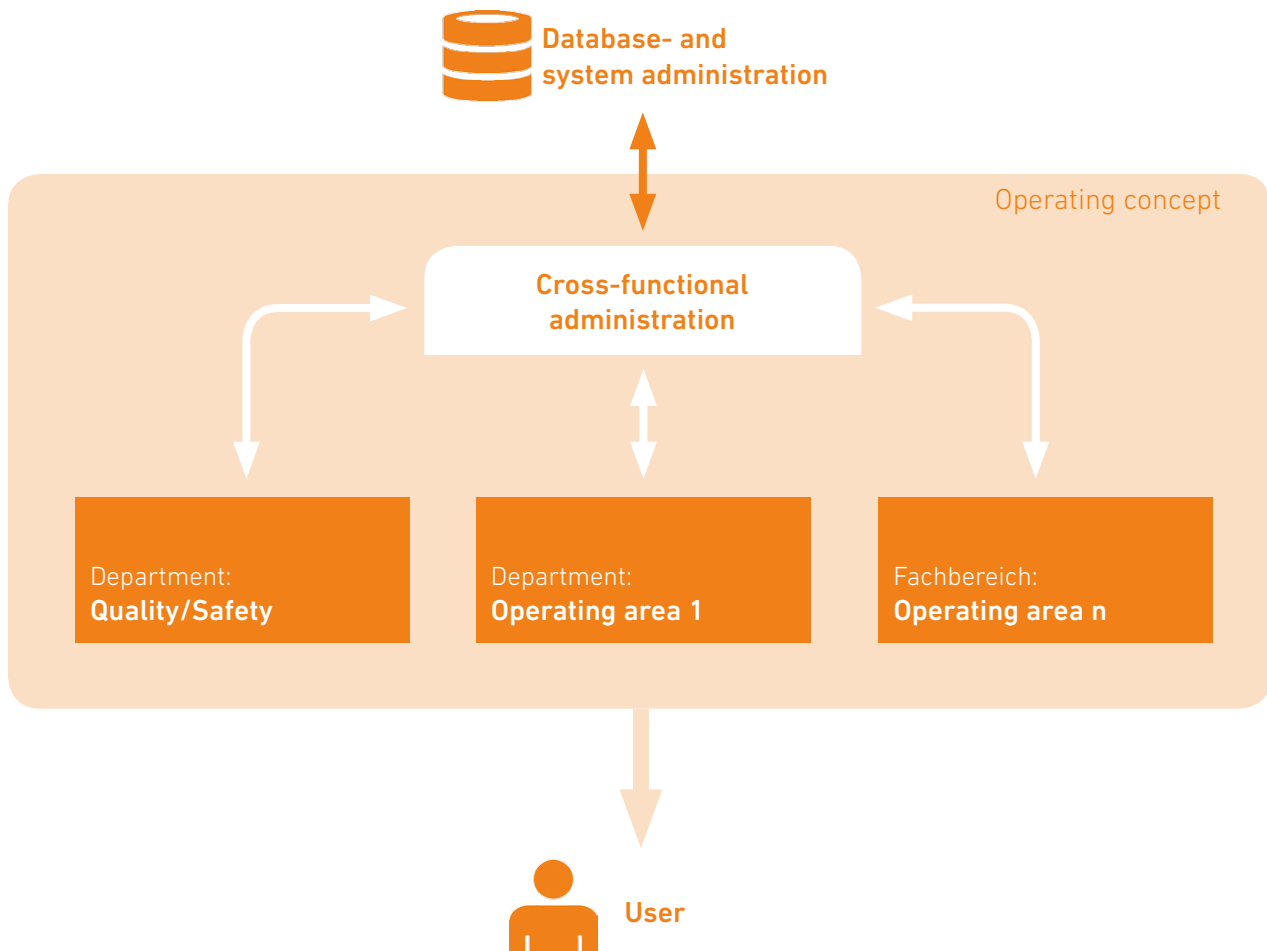 Database- and
system administration
Operating concept
Cross-functional
administration
Department:
Quality/Safety
Department:
Operating area 1
Fachbereich:
Operating area n
User